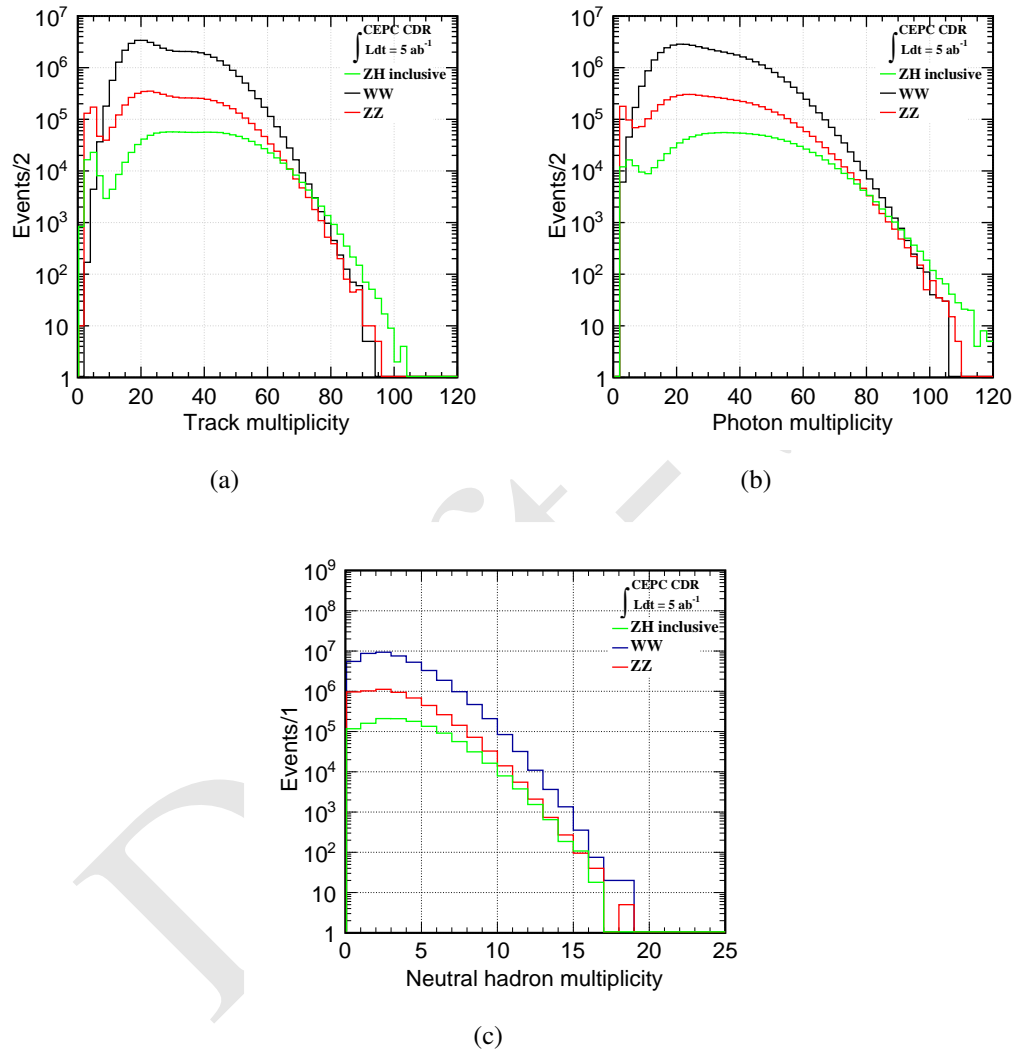 Events/2
10⁷
10⁶
10⁵
10⁴
10³
10²
10
1
0 20 40 60 80 100 120
Track multiplicity
∫ CEPC CDR
Ldt = 5 ab⁻¹
ZH inclusive
WW
ZZ
(a)
Events/2
10⁷
10⁶
10⁵
10⁴
10³
10²
10
1
0 20 40 60 80 100 120
Photon multiplicity
∫ CEPC CDR
Ldt = 5 ab⁻¹
ZH inclusive
WW
ZZ
(b)
Events/1
10⁹
10⁸
10⁷
10⁶
10⁵
10⁴
10³
10²
10
1
0 5 10 15 20 25
Neutral hadron multiplicity
∫ CEPC CDR
Ldt = 5 ab⁻¹
ZH inclusive
WW
ZZ
(c)